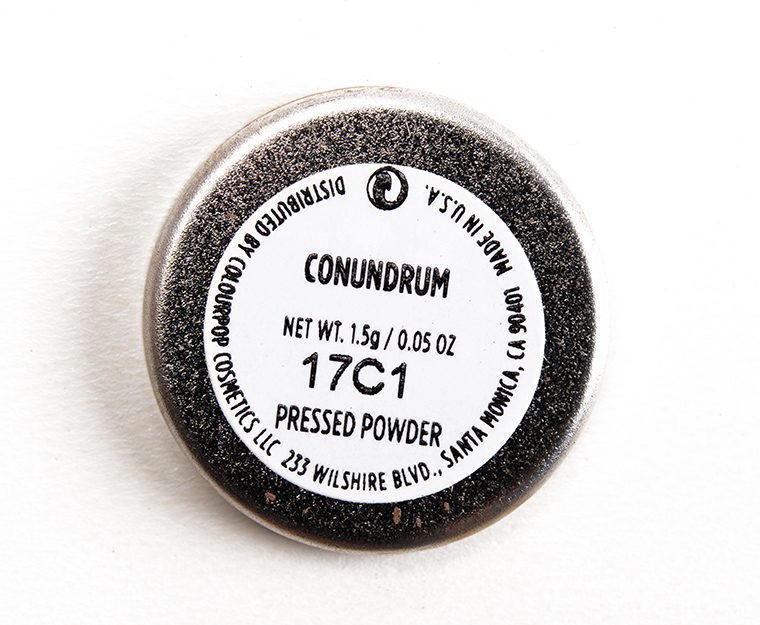 CONUNDRUM
NET WT. 1.5g / 0.05 OZ
17C1
PRESSED POWDER
DISTRIBUTED BY COLOURPOP COSMETICS LLC 233 WILSHIRE BLVD., SANTA MONICA, CA 90401 MADE IN U.S.A.